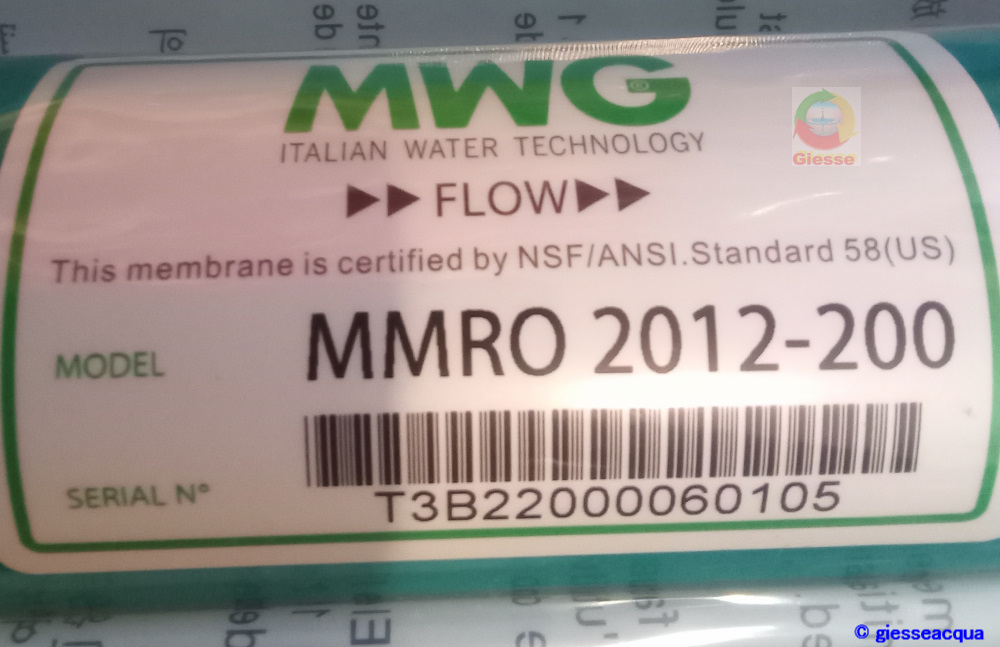 MWG
ITALIAN WATER TECHNOLOGY
FLOW
Giesse
This membrane is certified by NSF/ANSI.Standard 58(US)
MODEL MMRO 2012-200
SERIAL N° T3B22000060105
© giesseacqua